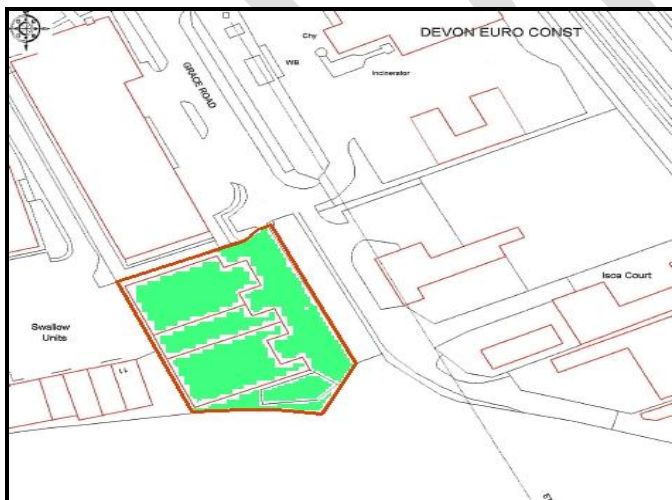 DEVON EURO CONST
Chy
WB
Incinerator
GRACE ROAD
Isca Court
Swallow
Units
11